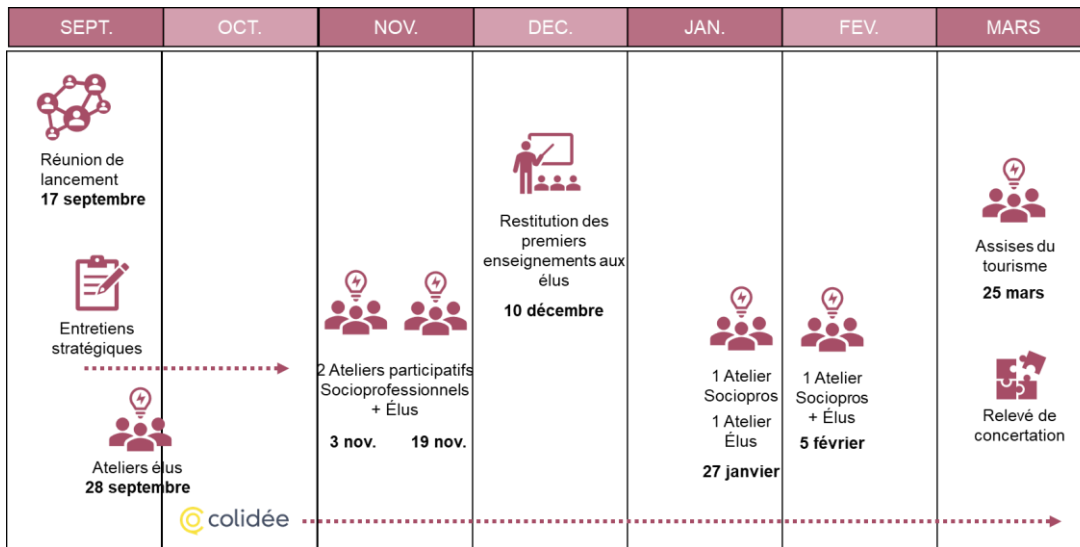 SEPT.
OCT.
NOV.
DEC.
JAN.
FEV.
MARS
Réunion de
lancement
17 septembre
Entretiens
stratégiques
Ateliers élus
28 septembre
2 Ateliers participatifs
Socioprofessionnels
+ Élus
3 nov.
19 nov.
Restitution des
premiers
enseignements aux
élus
10 décembre
1 Atelier
Sociopros
1 Atelier
Élus
27 janvier
1 Atelier
Sociopros
+ Élus
5 février
Assises du
tourisme
25 mars
Relevé de
concertation
colidée